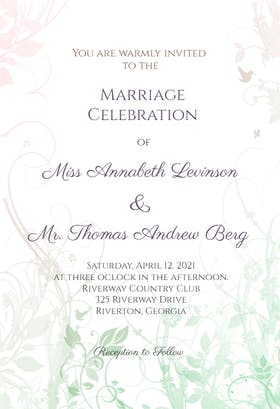 You are warmly invited
to the
Marriage
Celebration
of
Miss Annabeth Levinson
&
Mr. Thomas Andrew Berg
Saturday, April 12, 2021
at three oclock in the afternoon.
Riverway Country Club
325 Riverway Drive
Riverton, Georgia
Reception to Follow